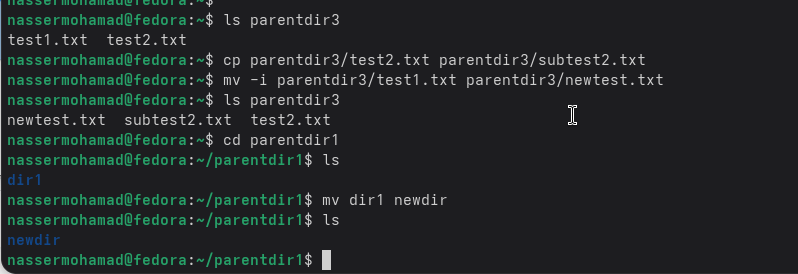 nassermohamad@fedora:~$ ls parentdir3
test1.txt  test2.txt
nassermohamad@fedora:~$ cp parentdir3/test2.txt parentdir3/subtest2.txt
nassermohamad@fedora:~$ mv -i parentdir3/test1.txt parentdir3/newtest.txt
nassermohamad@fedora:~$ ls parentdir3
newtest.txt  subtest2.txt  test2.txt
nassermohamad@fedora:~$ cd parentdir1
nassermohamad@fedora:~/parentdir1$ ls
dir1
nassermohamad@fedora:~/parentdir1$ mv dir1 newdir
nassermohamad@fedora:~/parentdir1$ ls
newdir
nassermohamad@fedora:~/parentdir1$